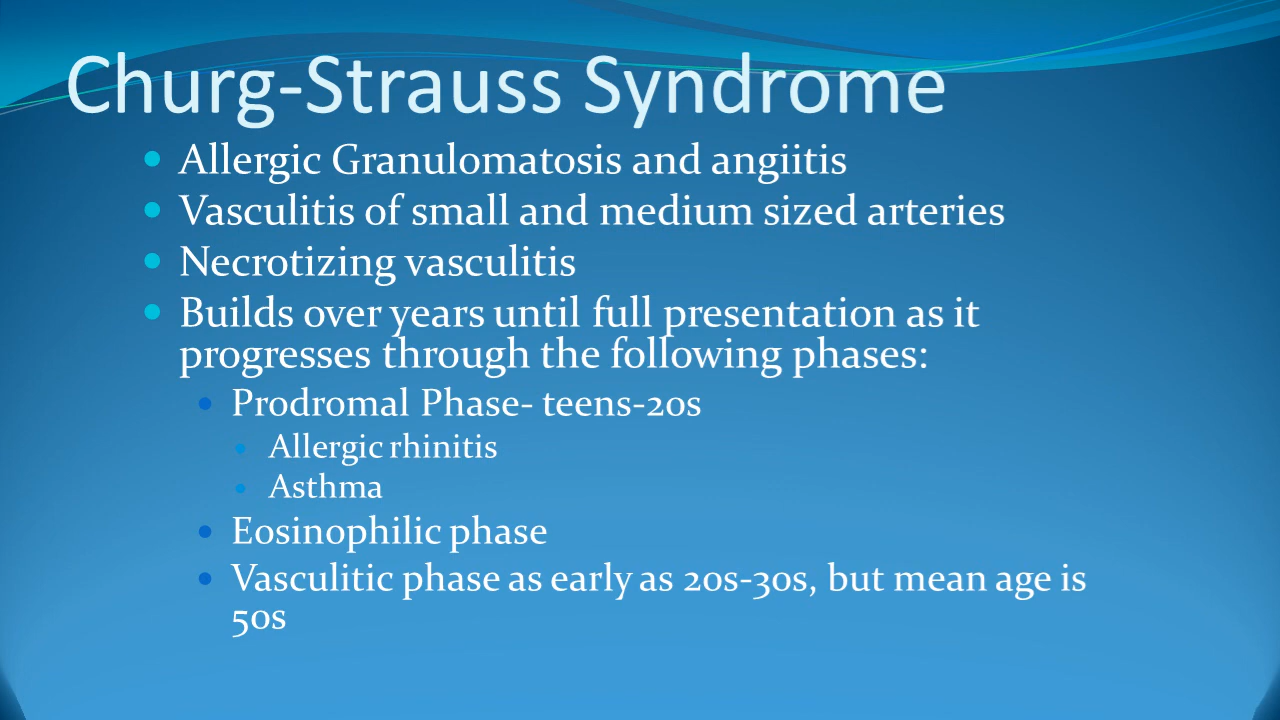 Churg-Strauss Syndrome
Allergic Granulomatosis and angiitis
Vasculitis of small and medium sized arteries
Necrotizing vasculitis
Builds over years until full presentation as it
progresses through the following phases:
Prodromal Phase- teens-20s
Allergic rhinitis
Asthma
Eosinophilic phase
Vasculitic phase as early as 20s-30s, but mean age is
50s